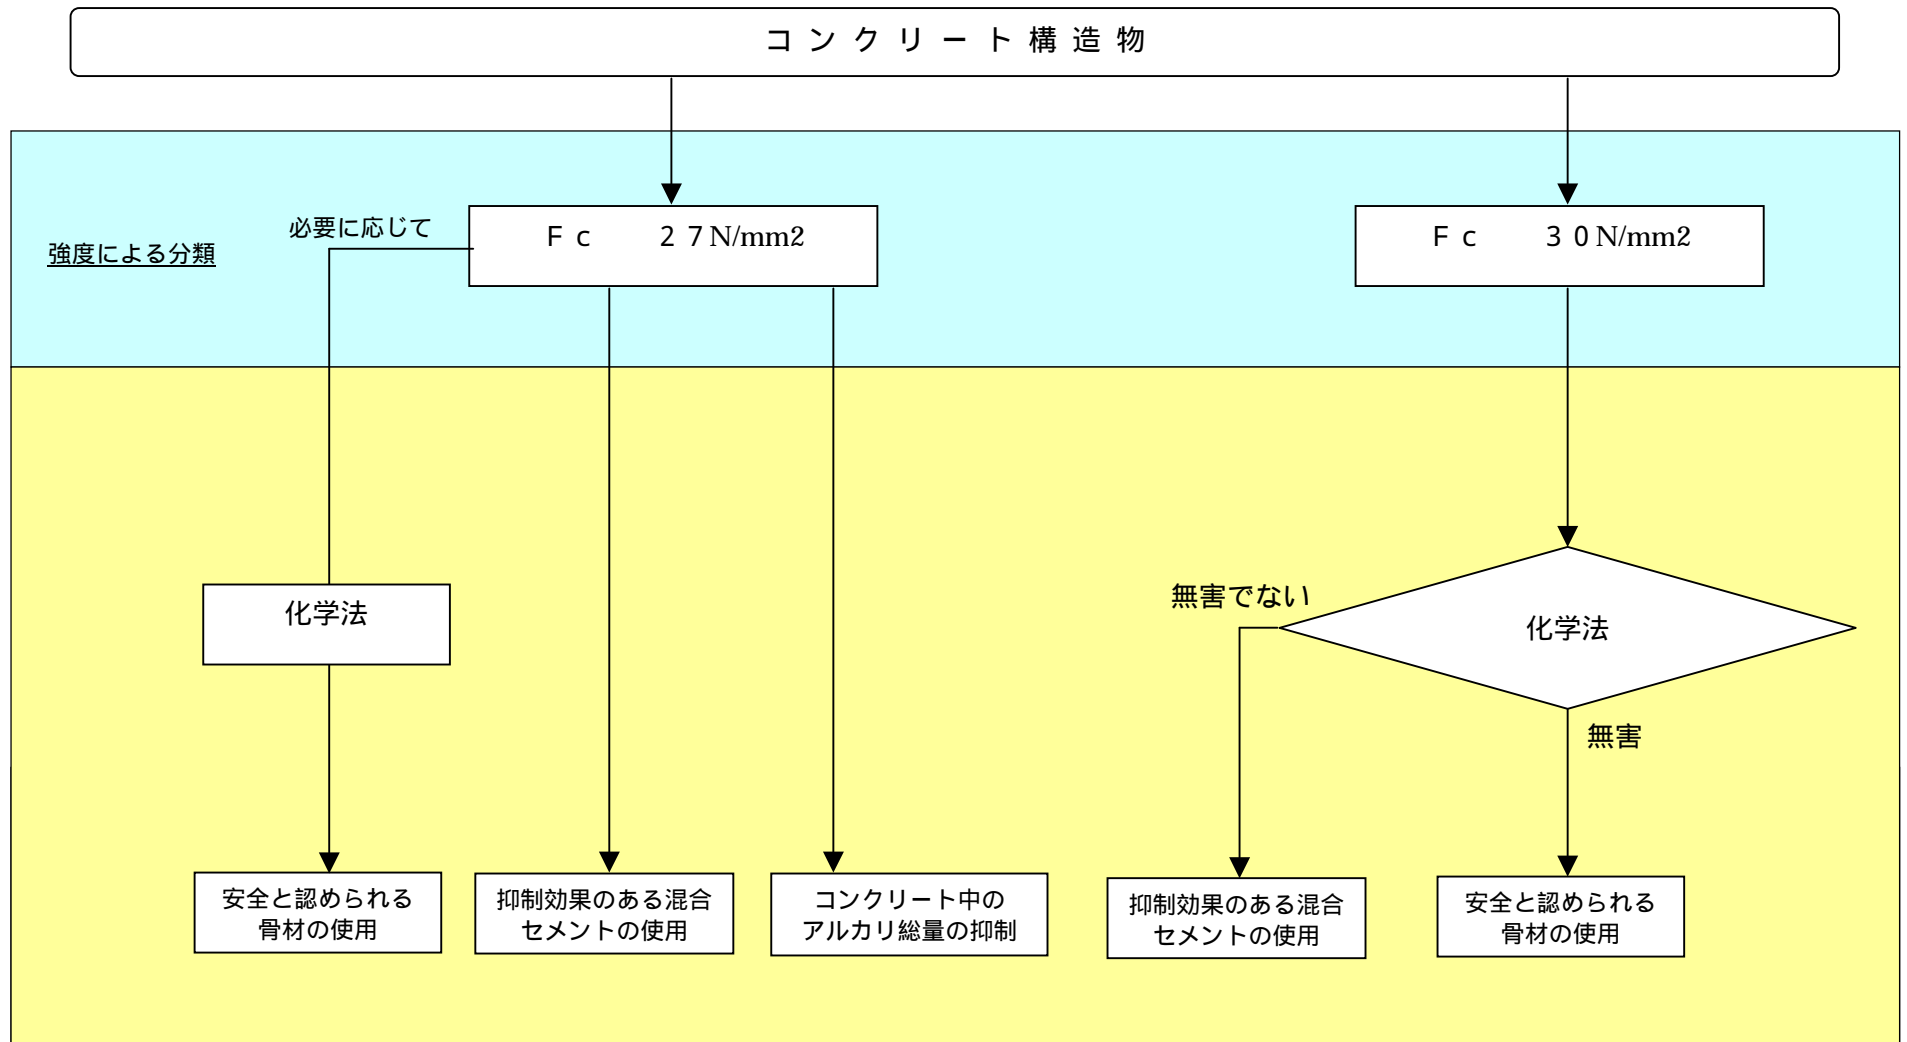 コンクリート構造物
必要に応じて
強度による分類
Ｆｃ　　２７N/mm2
Ｆｃ　　３０N/mm2
化学法
無害でない
化学法
無害
安全と認められる
骨材の使用
抑制効果のある混合
セメントの使用
コンクリート中の
アルカリ総量の抑制
抑制効果のある混合
セメントの使用
安全と認められる
骨材の使用